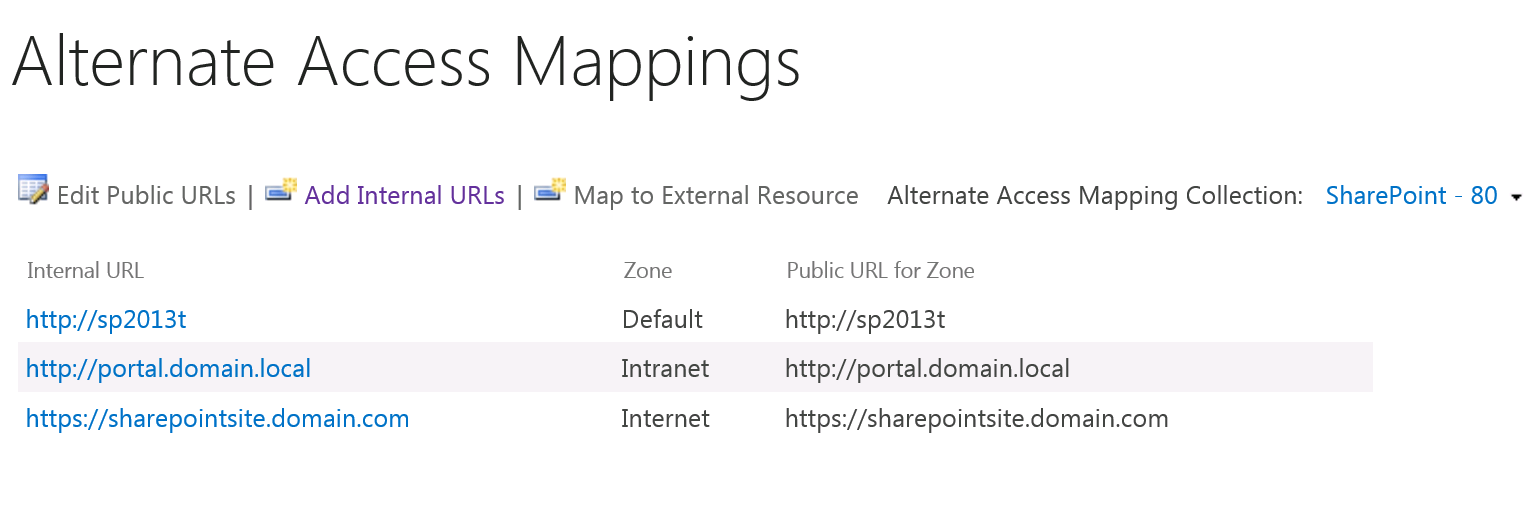 Alternate Access Mappings
Edit Public URLs | Add Internal URLs | Map to External Resource Alternate Access Mapping Collection: SharePoint - 80
Internal URL Zone Public URL for Zone
http://sp2013t Default http://sp2013t
http://portal.domain.local Intranet http://portal.domain.local
https://sharepointsite.domain.com Internet https://sharepointsite.domain.com